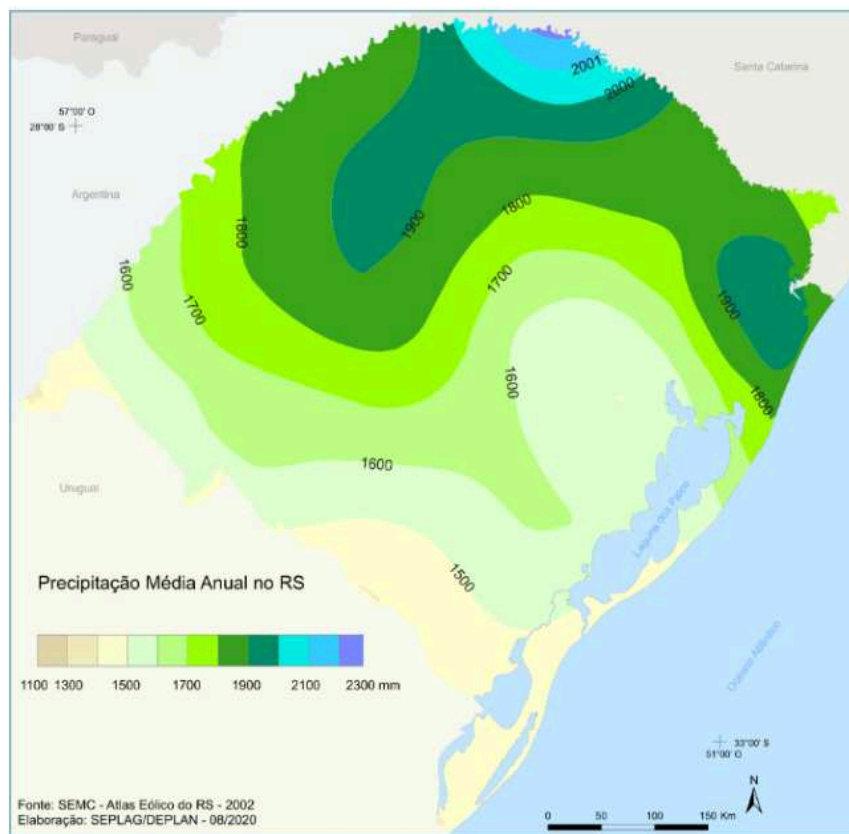 Paraguai
Santa Catarina
2001
2000
57°00' O
28°00' S
Argentina
1800
1900
1800
1600
1700
1700
1900
1800
1600
1600
Uruguai
Laguna dos Patos
1500
Precipitação Média Anual no RS
1100 1300 1500 1700 1900 2100 2300 mm
Oceano Atlântico
33°00' S
51°00' O
N
Fonte: SEMC - Atlas Eólico do RS - 2002
Elaboração: SEPLAG/DEPLAN - 08/2020
0 50 100 150 Km